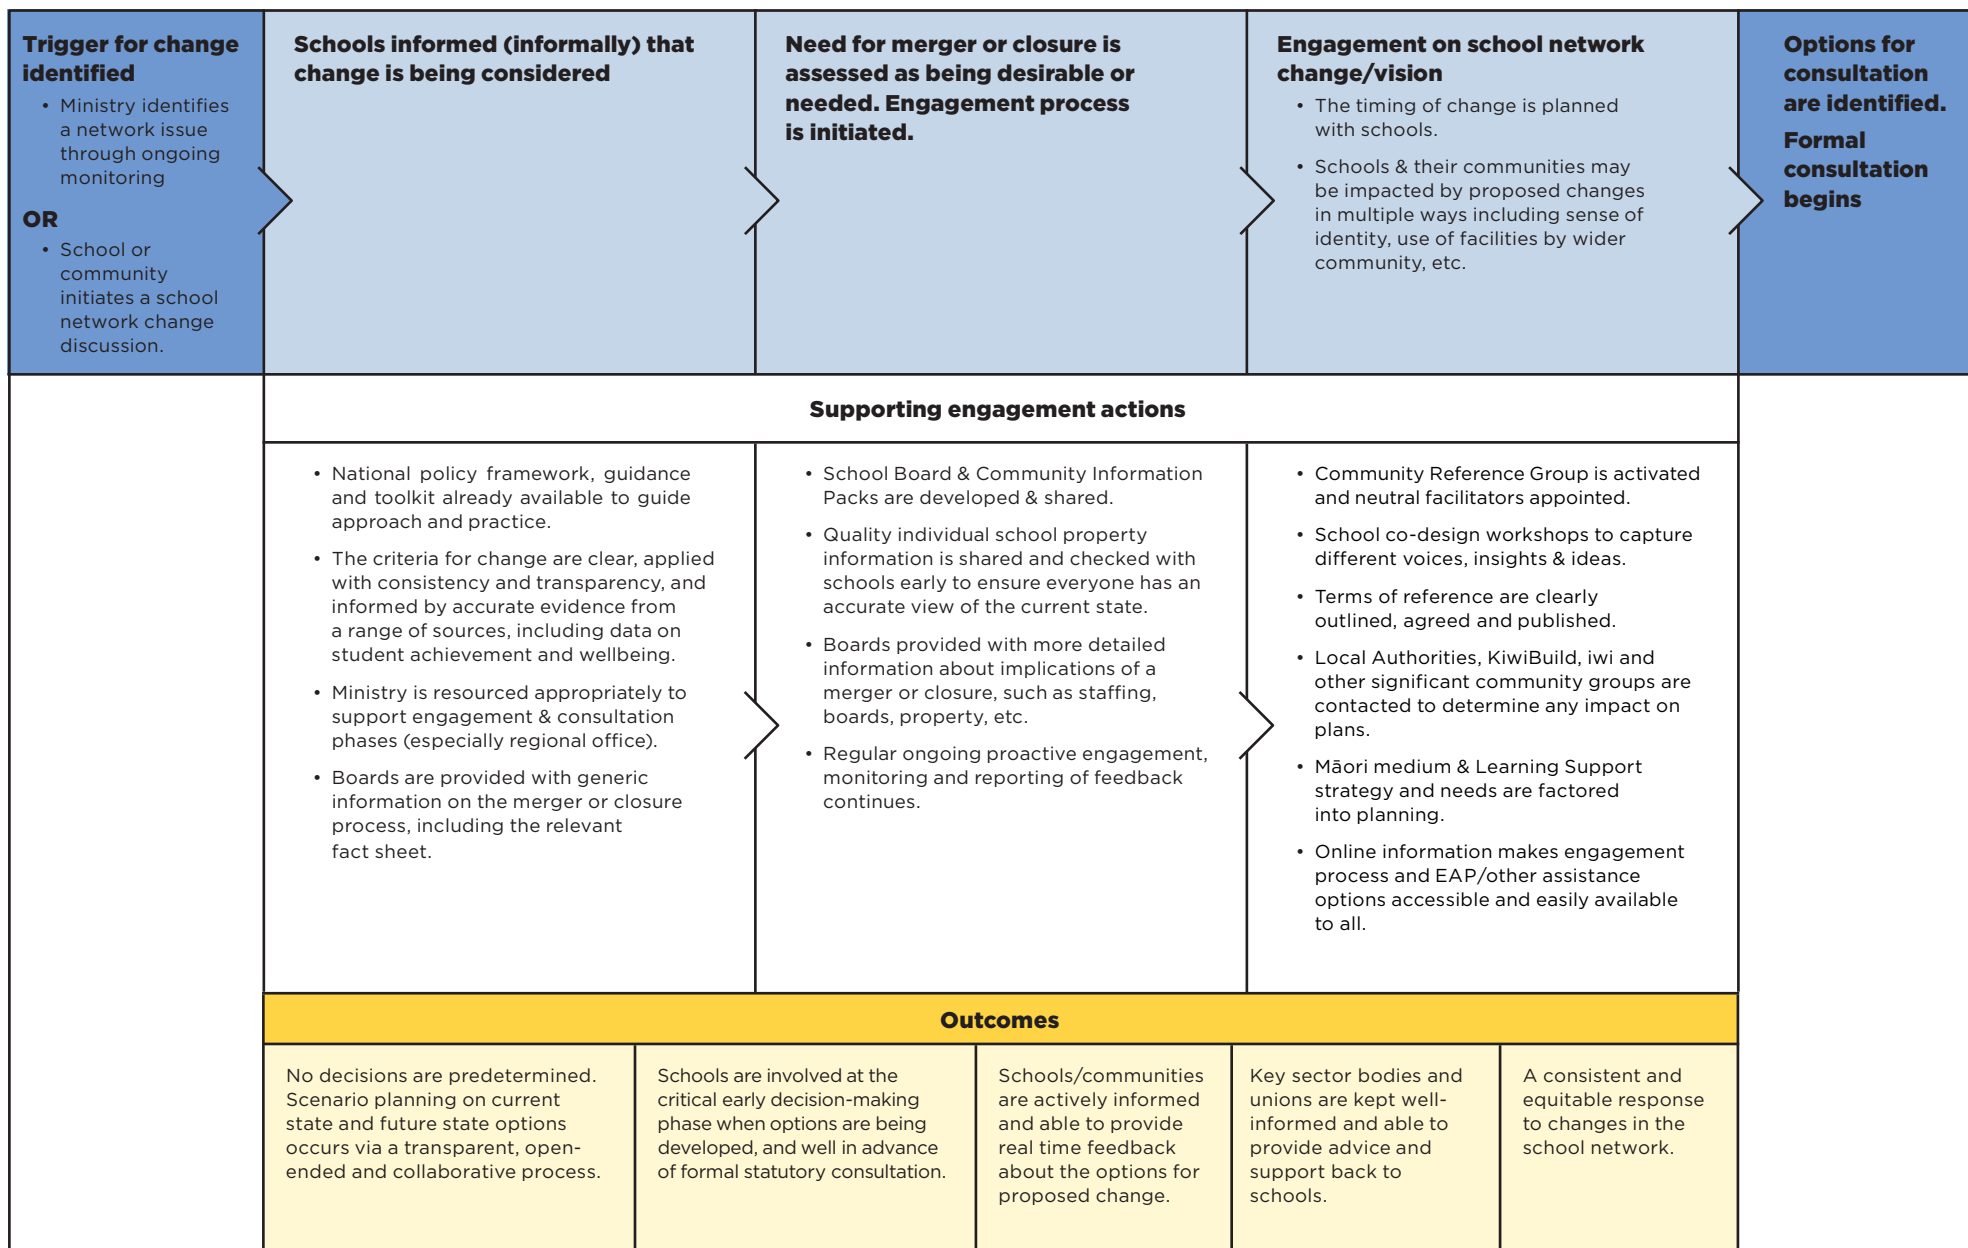 Trigger for change
identified
• Ministry identifies
a network issue
through ongoing
monitoring
OR
• School or
community
initiates a school
network change
discussion.
Schools informed (informally) that
change is being considered
Need for merger or closure is
assessed as being desirable or
needed. Engagement process
is initiated.
Engagement on school network
change/vision
• The timing of change is planned
with schools.
• Schools & their communities may
be impacted by proposed changes
in multiple ways including sense of
identity, use of facilities by wider
community, etc.
Options for
consultation
are identified.
Formal
consultation
begins
Supporting engagement actions
• National policy framework, guidance
and toolkit already available to guide
approach and practice.
• The criteria for change are clear, applied
with consistency and transparency, and
informed by accurate evidence from
a range of sources, including data on
student achievement and wellbeing.
• Ministry is resourced appropriately to
support engagement & consultation
phases (especially regional office).
• Boards are provided with generic
information on the merger or closure
process, including the relevant
fact sheet.
• School Board & Community Information
Packs are developed & shared.
• Quality individual school property
information is shared and checked with
schools early to ensure everyone has an
accurate view of the current state.
• Boards provided with more detailed
information about implications of a
merger or closure, such as staffing,
boards, property, etc.
• Regular ongoing proactive engagement,
monitoring and reporting of feedback
continues.
• Community Reference Group is activated
and neutral facilitators appointed.
• School co-design workshops to capture
different voices, insights & ideas.
• Terms of reference are clearly
outlined, agreed and published.
• Local Authorities, KiwiBuild, iwi and
other significant community groups are
contacted to determine any impact on
plans.
• Māori medium & Learning Support
strategy and needs are factored
into planning.
• Online information makes engagement
process and EAP/other assistance
options accessible and easily available
to all.
Outcomes
No decisions are predetermined.
Scenario planning on current
state and future state options
occurs via a transparent, open-
ended and collaborative process.
Schools are involved at the
critical early decision-making
phase when options are being
developed, and well in advance
of formal statutory consultation.
Schools/communities
are actively informed
and able to provide
real time feedback
about the options for
proposed change.
Key sector bodies and
unions are kept well-
informed and able to
provide advice and
support back to
schools.
A consistent and
equitable response
to changes in the
school network.